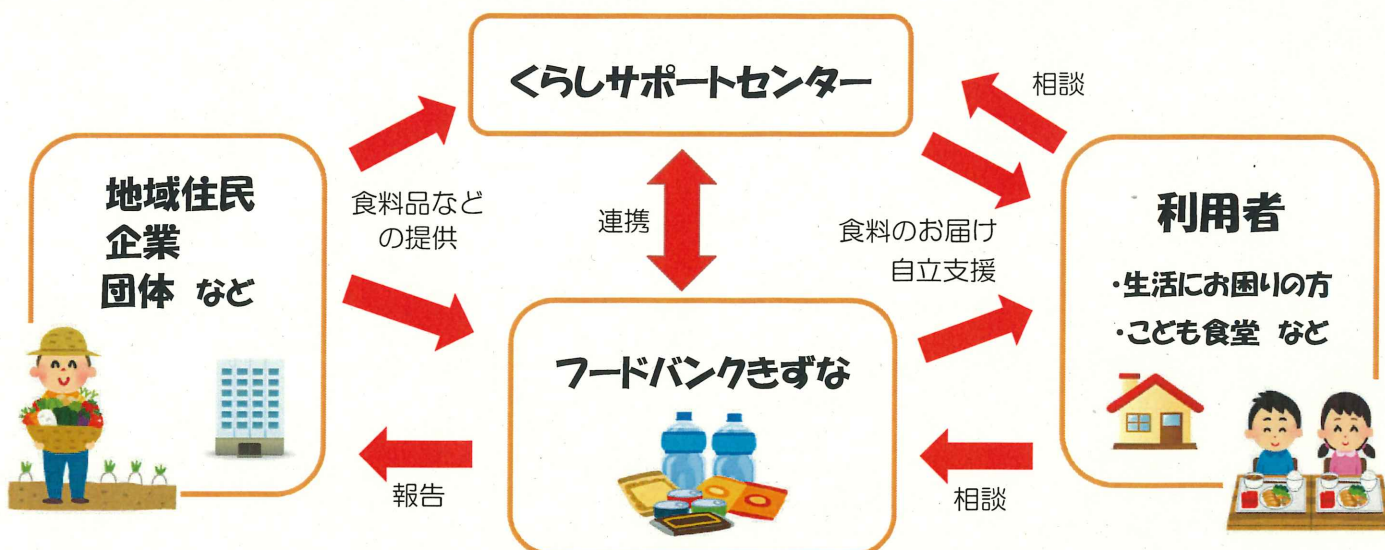 くらしサポートセンター
相談
地域住民
企業
団体 など
食料品など
の提供
連携
食料のお届け
自立支援
利用者
・生活にお困りの方
・こども食堂 など
フードバンクきずな
報告
相談